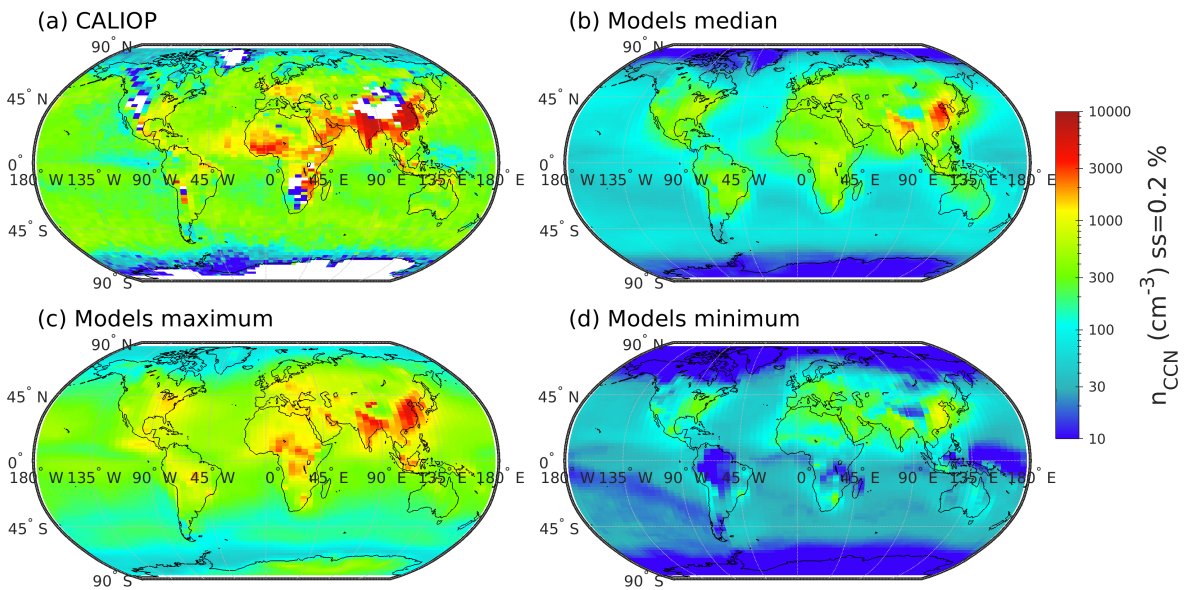 (a) CALIOP
90° N
45° N
0°
180° W 135° W 90° W 45° W 0° 45° E 90° E 135° E 180° E
45° S
90° S
(b) Models median
90° N
45° N
0°
180° W 135° W 90° W 45° W 0° 45° E 90° E 135° E 180° E
45° S
90° S
(c) Models maximum
90° N
45° N
0°
180° W 135° W 90° W 45° W 0° 45° E 90° E 135° E 180° E
45° S
90° S
(d) Models minimum
90° N
45° N
0°
180° W 135° W 90° W 45° W 0° 45° E 90° E 135° E 180° E
45° S
90° S
10000
3000
1000
300
100
30
10
n_CCN (cm^-3) ss=0.2 %